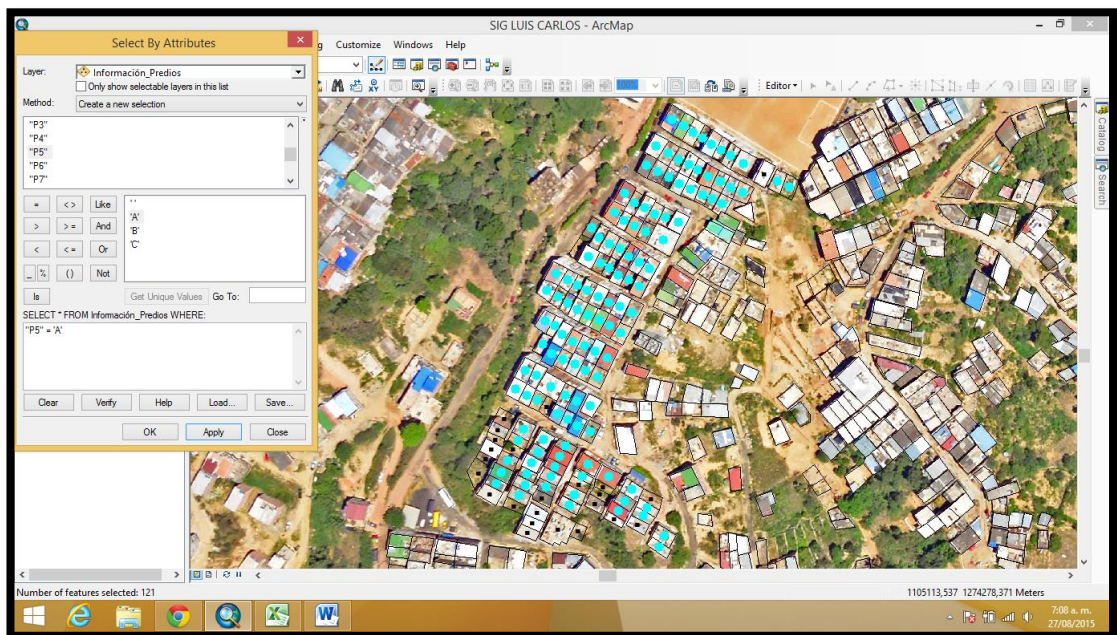 SIG LUIS CARLOS - ArcMap
Select By Attributes
Customize Windows Help
Layer: Información_Predios
Only show selectable layers in this list
Method: Create a new selection
"P3"
"P4"
"P5"
"P6"
"P7"
= <> Like
> >= And
< <= Or
_ % () Not
' '
'A'
'B'
'C'
Is Get Unique Values Go To:
SELECT * FROM Información_Predios WHERE:
"P5" = 'A'
Clear Verify Help Load... Save...
OK Apply Close
100%
Editor
Catalog
Search
Number of features selected: 121
1105113,537 1274278,371 Meters
7:08 a. m.
27/08/2015